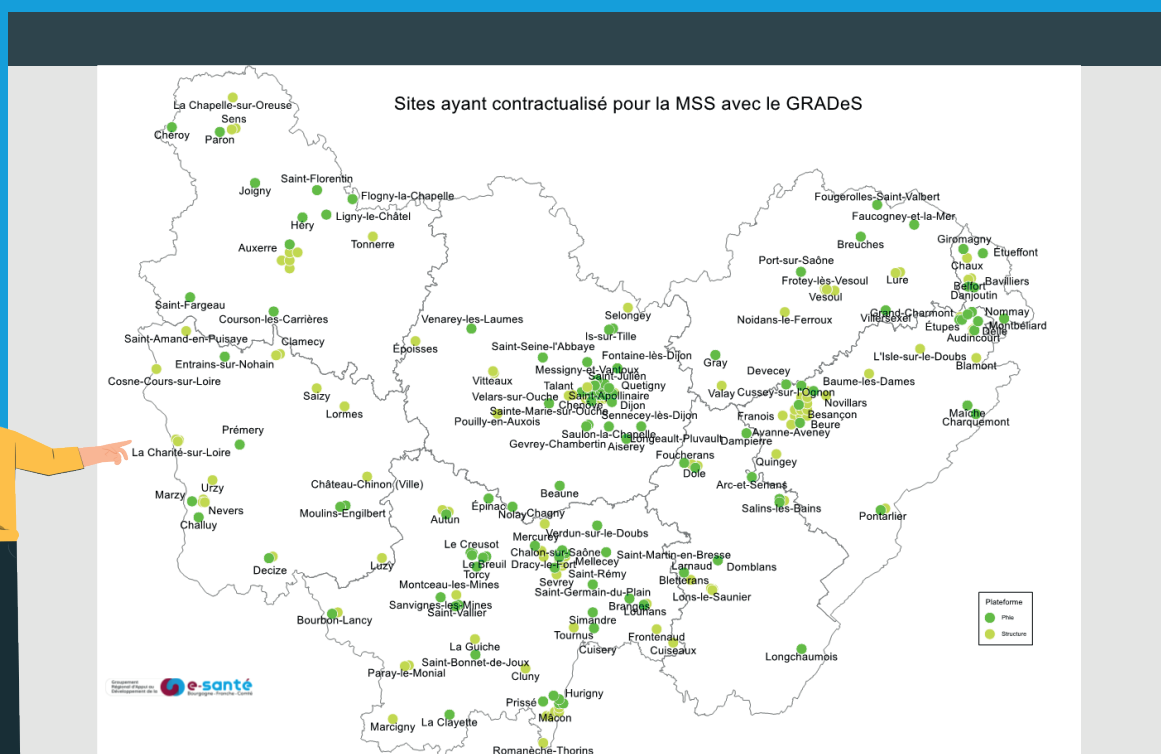 Sites ayant contractualisé pour la MSS avec le GRADeS
La Chapelle-sur-Oreuse
Sens
Chéroy
Paron
Saint-Florentin
Joigny
Flogny-la-Chapelle
Ligny-le-Châtel
Héry
Auxerre
Tonnerre
Fougerolles-Saint-Valbert
Faucogney-et-la-Mer
Breuches
Giromagny
Étueffont
Chaux
Port-sur-Saône
Frotey-lès-Vesoul
Lure
Bavilliers
Belfort
Vesoul
Danjoutin
Saint-Fargeau
Courson-les-Carrières
Venarey-les-Laumes
Selongey
Noidans-le-Ferroux
Grand-Charmont
Villersexel
Nommay
Étupes
Montbéliard
Delle
Audincourt
Saint-Amand-en-Puisaye
Clamecy
Is-sur-Tille
Époisses
Saint-Seine-l'Abbaye
Fontaine-lès-Dijon
Entrains-sur-Nohain
Gray
L'Isle-sur-le-Doubs
Blamont
Messigny-et-Vantoux
Saint-Julien
Devecey
Cosne-Cours-sur-Loire
Vitteaux
Talant
Quetigny
Baume-les-Dames
Saizy
Velars-sur-Ouche
Saint-Apollinaire
Valay
Cussey-sur-l'Ognon
Chenôve
Dijon
Novillars
Lormes
Sainte-Marie-sur-Ouche
Sennecey-lès-Dijon
Franois
Besançon
Maîche
Pouilly-en-Auxois
Beure
Charquemont
Prémery
Saulon-la-Chapelle
Longeault-Pluvault
Avanne-Aveney
Dampierre
Gevrey-Chambertin
Aiserey
La Charité-sur-Loire
Foucherans
Quingey
Dole
Urzy
Château-Chinon (Ville)
Arc-et-Senans
Marzy
Beaune
Nevers
Moulins-Engilbert
Épinac
Nolay
Chagny
Salins-les-Bains
Challuy
Autun
Pontarlier
Verdun-sur-le-Doubs
Mercurey
Le Creusot
Chalon-sur-Saône
Saint-Martin-en-Bresse
Le Breuil
Dracy-le-Fort
Mellecey
Larnaud
Domblans
Decize
Luzy
Torcy
Saint-Rémy
Bletterans
Montceau-les-Mines
Sevrey
Saint-Germain-du-Plain
Lons-le-Saunier
Sanvignes-les-Mines
Branges
Saint-Vallier
Louhans
Bourbon-Lancy
Simandre
Tournus
Frontenaud
La Guiche
Cuisery
Cuiseaux
Longchaumois
Saint-Bonnet-de-Joux
Paray-le-Monial
Cluny
Hurigny
Prissé
Mâcon
Marcigny
La Clayette
Romanèche-Thorins
Plateforme
Phie
Structure
Groupement
Régional d'Appui au
Développement de la
e-santé
Bourgogne - Franche - Comté